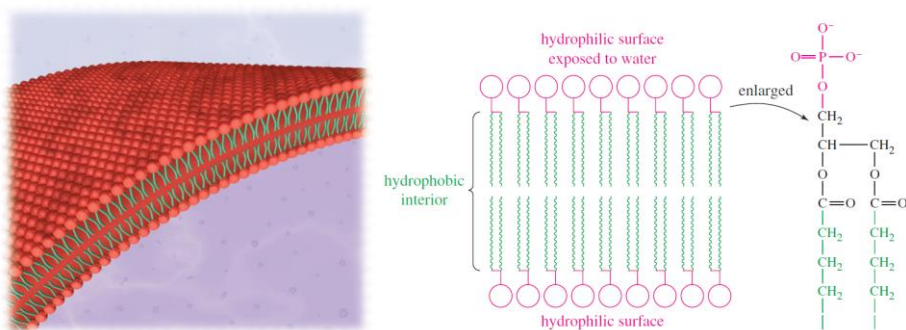 hydrophilic surface
exposed to water
enlarged
hydrophobic
interior
hydrophilic surface
O⁻
O=P–O⁻
O
CH₂
CH CH₂
O O
C=O C=O
CH₂ CH₂
CH₂ CH₂
CH₂ CH₂